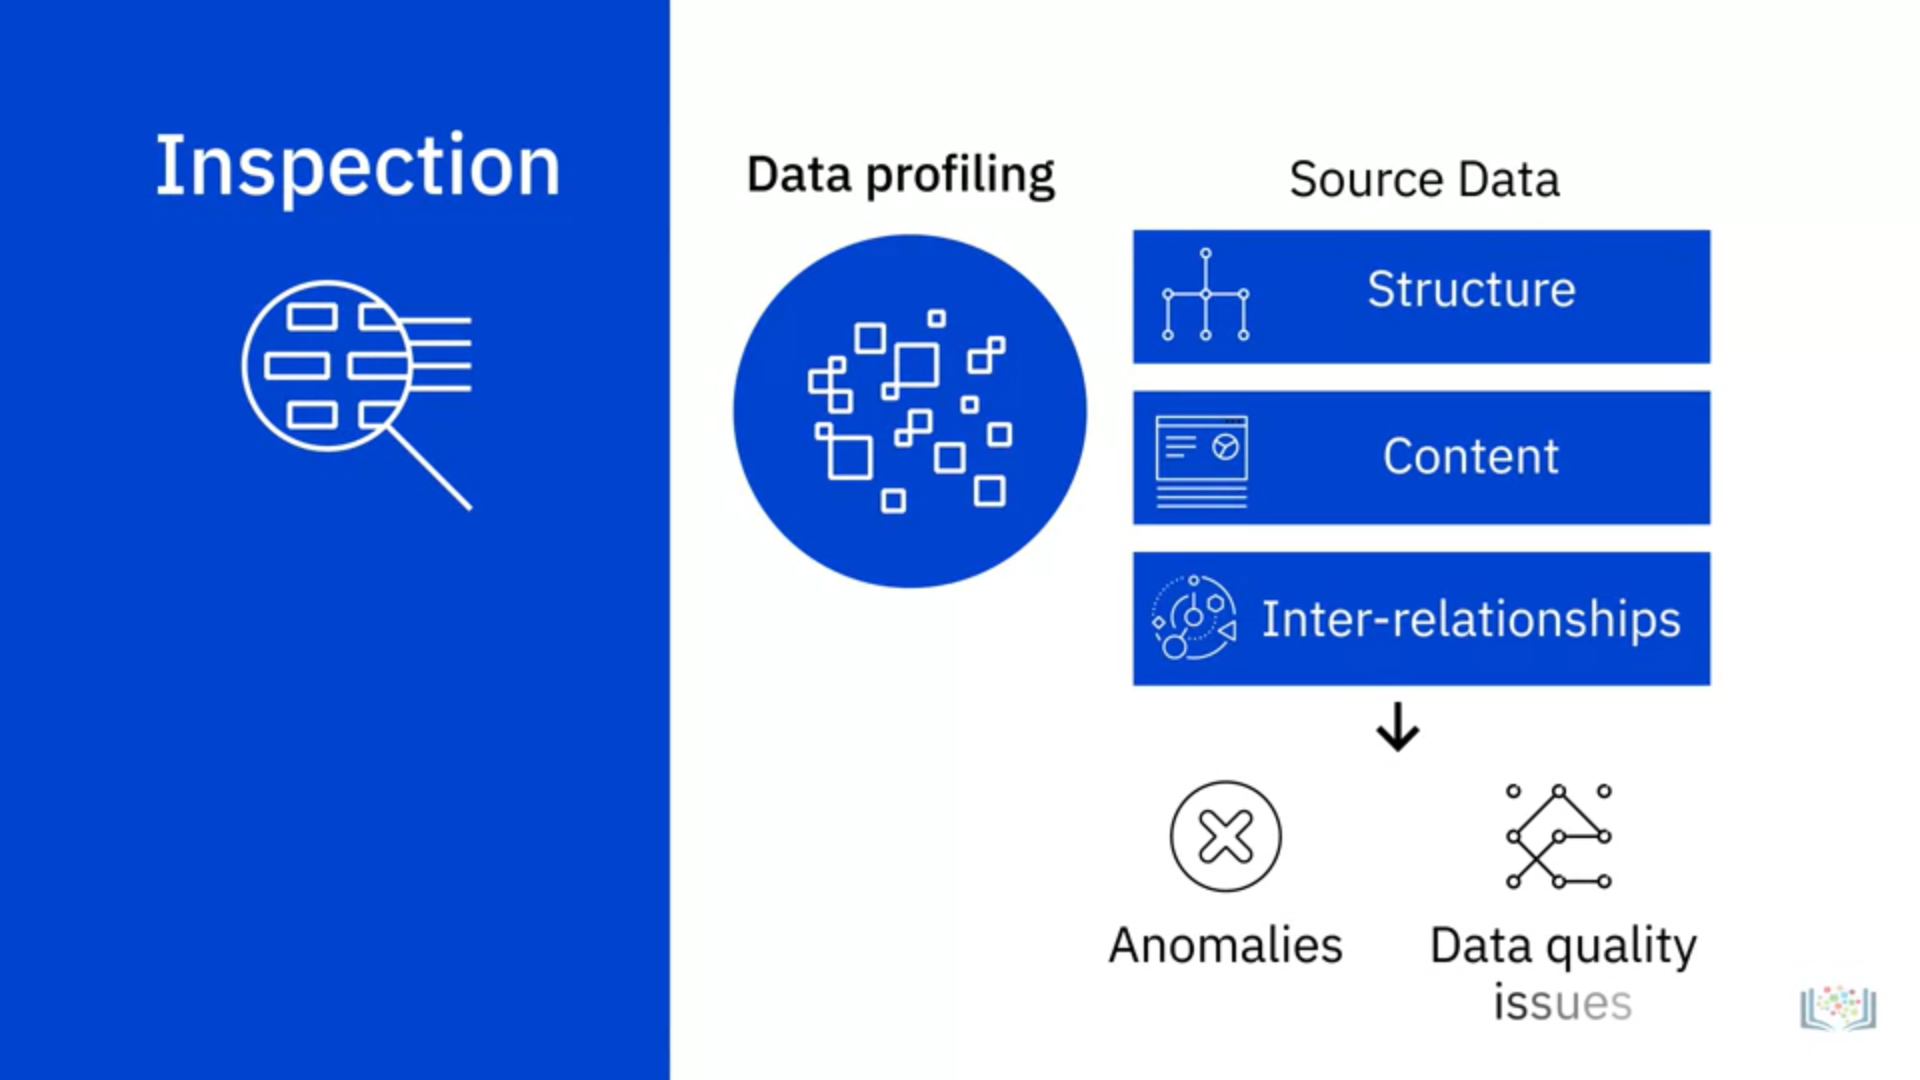 Inspection
Data profiling
Source Data
Structure
Content
Inter-relationships
Anomalies
Data quality
issues